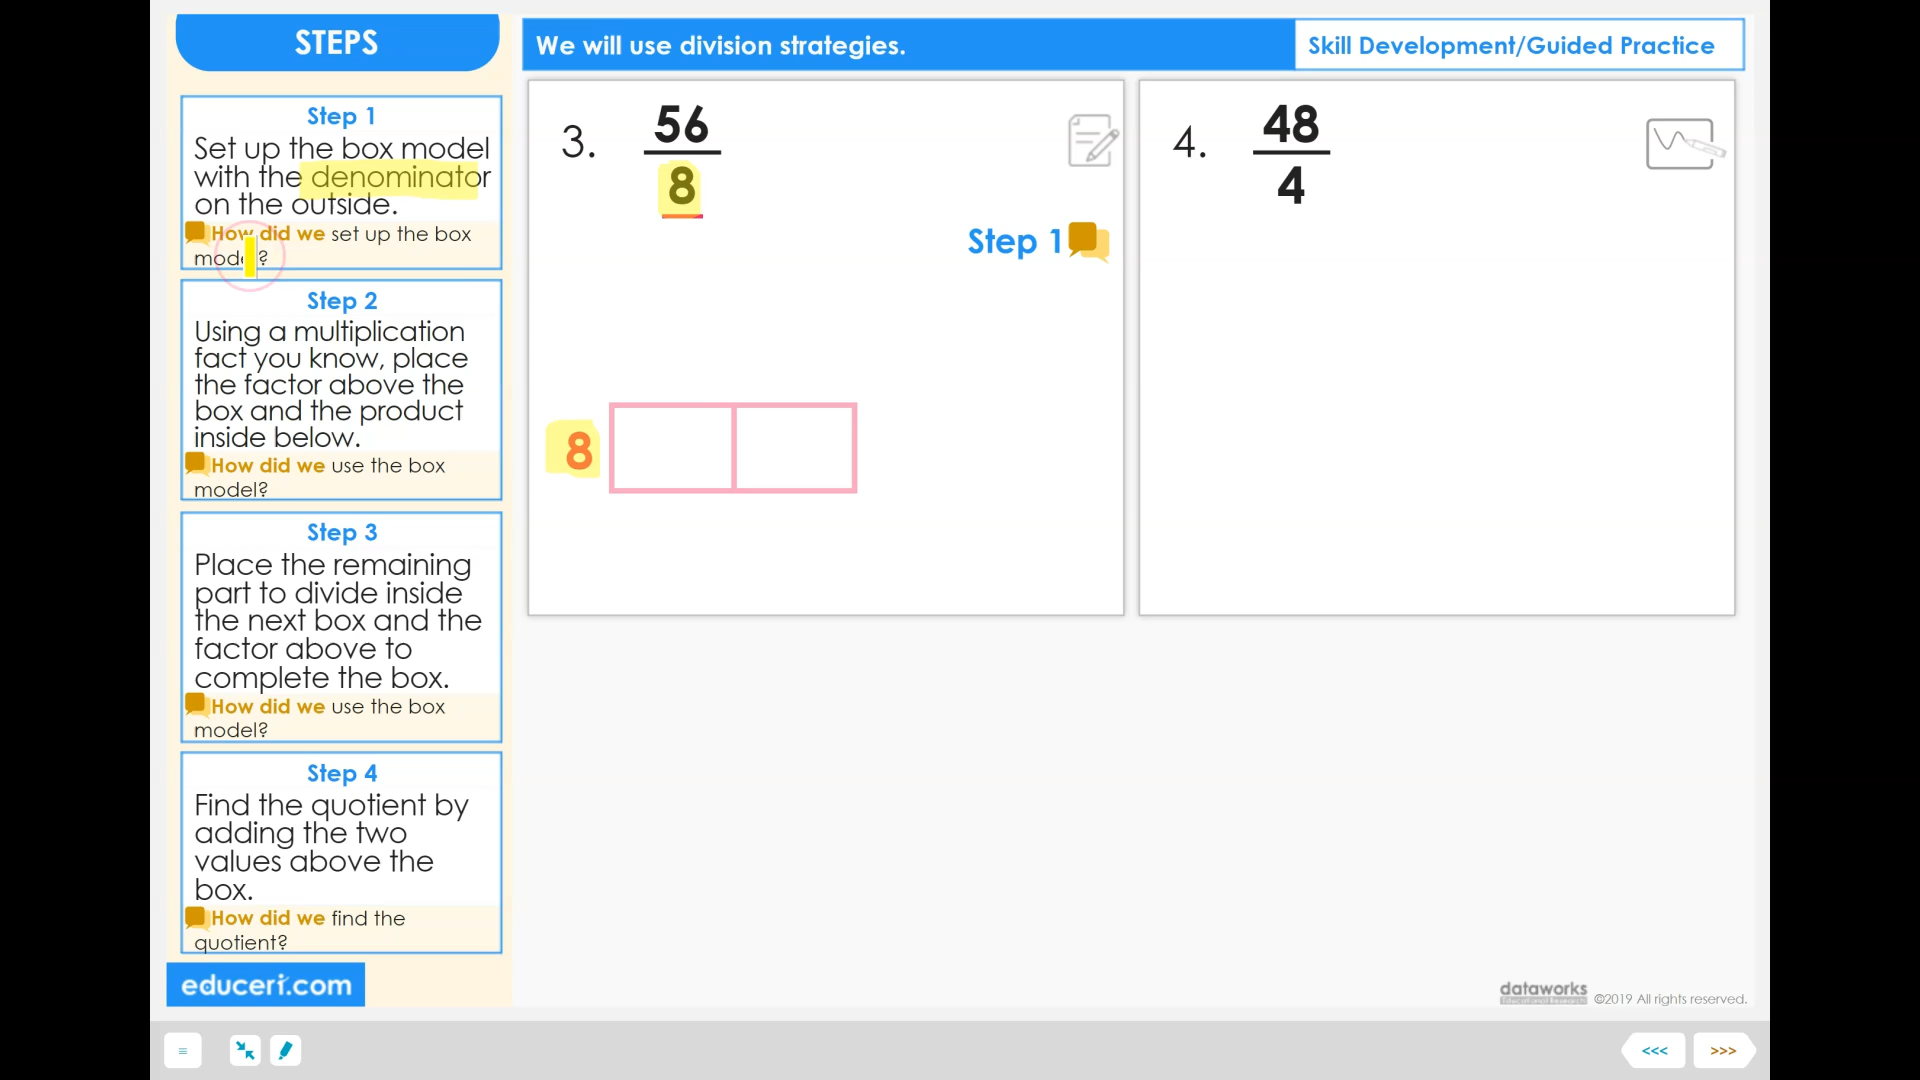 STEPS
Step 1
Set up the box model
with the denominator
on the outside.
How did we set up the box
model?
Step 2
Using a multiplication
fact you know, place
the factor above the
box and the product
inside below.
How did we use the box
model?
Step 3
Place the remaining
part to divide inside
the next box and the
factor above to
complete the box.
How did we use the box
model?
Step 4
Find the quotient by
adding the two
values above the
box.
How did we find the
quotient?
educeri.com
We will use division strategies.
Skill Development/Guided Practice
3.
56
8
Step 1
8
4.
48
4
dataworks
Educational Research
©2019 All rights reserved.
<<<
>>>